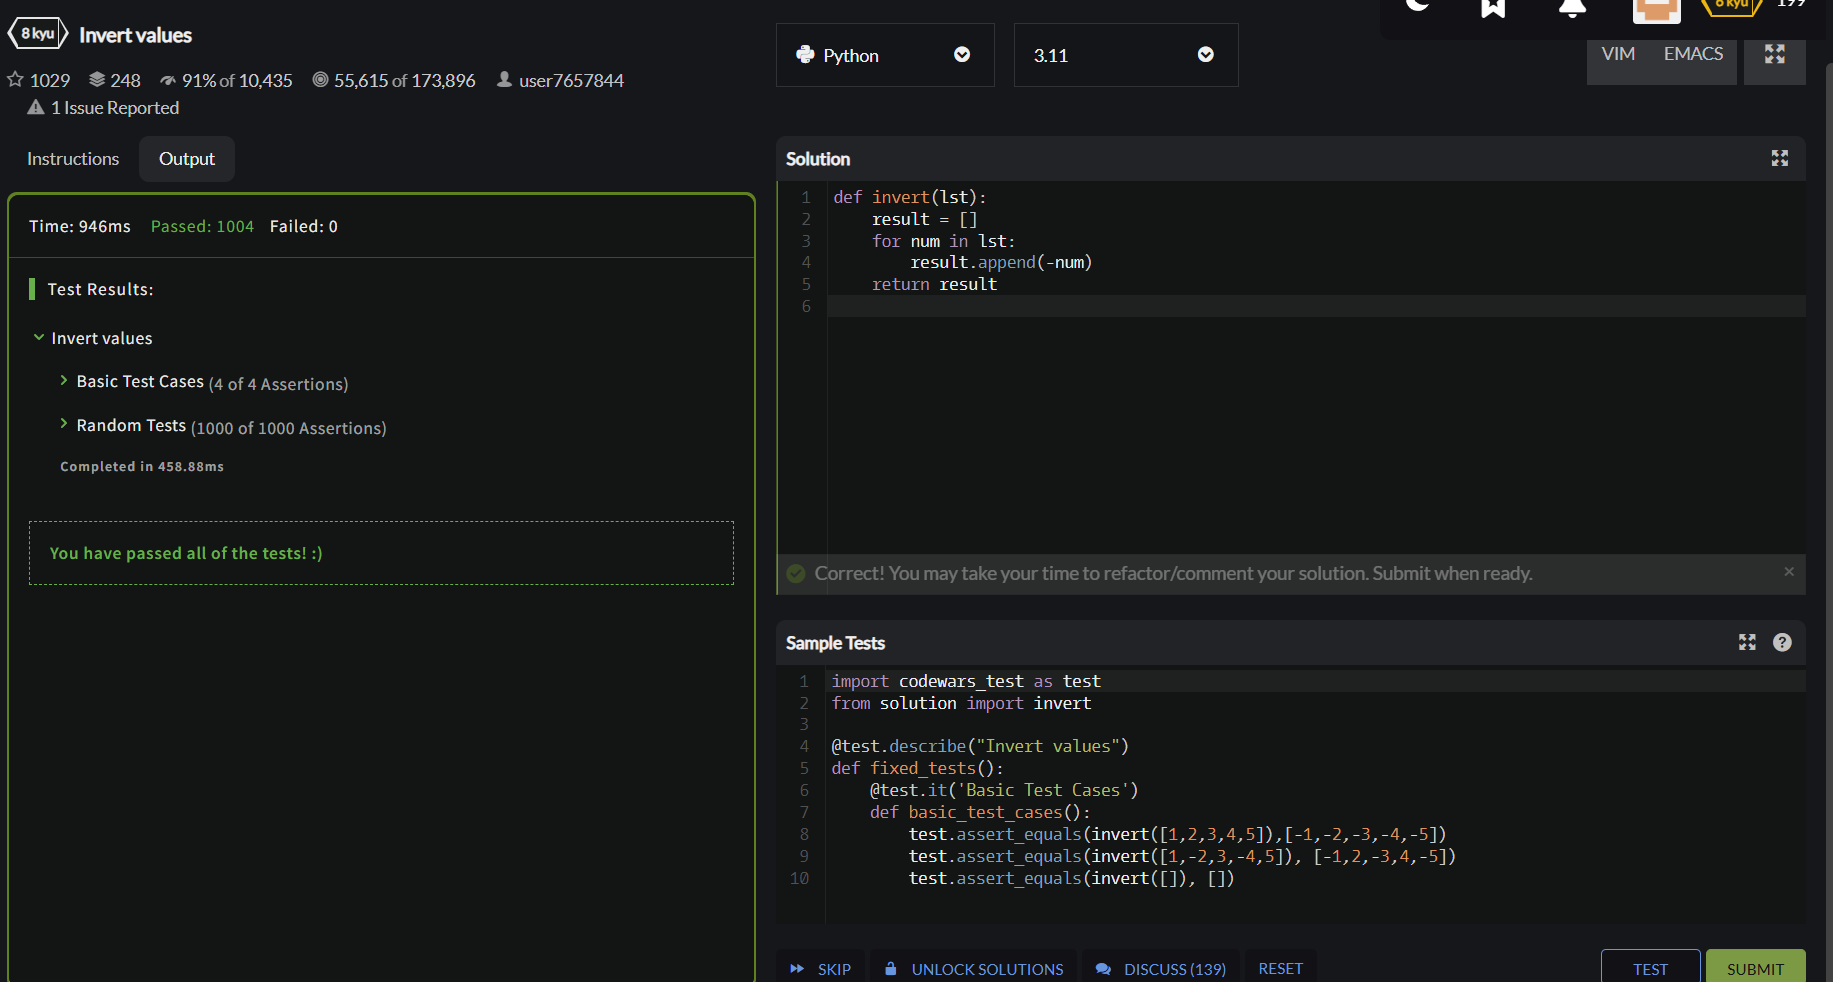 8 kyu Invert values
1029 248 91% of 10,435 55,615 of 173,896 user7657844
1 Issue Reported
Instructions Output
Time: 946ms Passed: 1004 Failed: 0
Test Results:
Invert values
Basic Test Cases (4 of 4 Assertions)
Random Tests (1000 of 1000 Assertions)
Completed in 458.88ms
You have passed all of the tests! :)
Python 3.11
6 kyu 199
VIM EMACS
Solution
1 def invert(lst):
2     result = []
3     for num in lst:
4         result.append(-num)
5     return result
6
Correct! You may take your time to refactor/comment your solution. Submit when ready.
Sample Tests
1 import codewars_test as test
2 from solution import invert
3
4 @test.describe("Invert values")
5 def fixed_tests():
6     @test.it('Basic Test Cases')
7     def basic_test_cases():
8         test.assert_equals(invert([1,2,3,4,5]),[-1,-2,-3,-4,-5])
9         test.assert_equals(invert([1,-2,3,-4,5]), [-1,2,-3,4,-5])
10         test.assert_equals(invert([]), [])
SKIP UNLOCK SOLUTIONS DISCUSS (139) RESET TEST SUBMIT